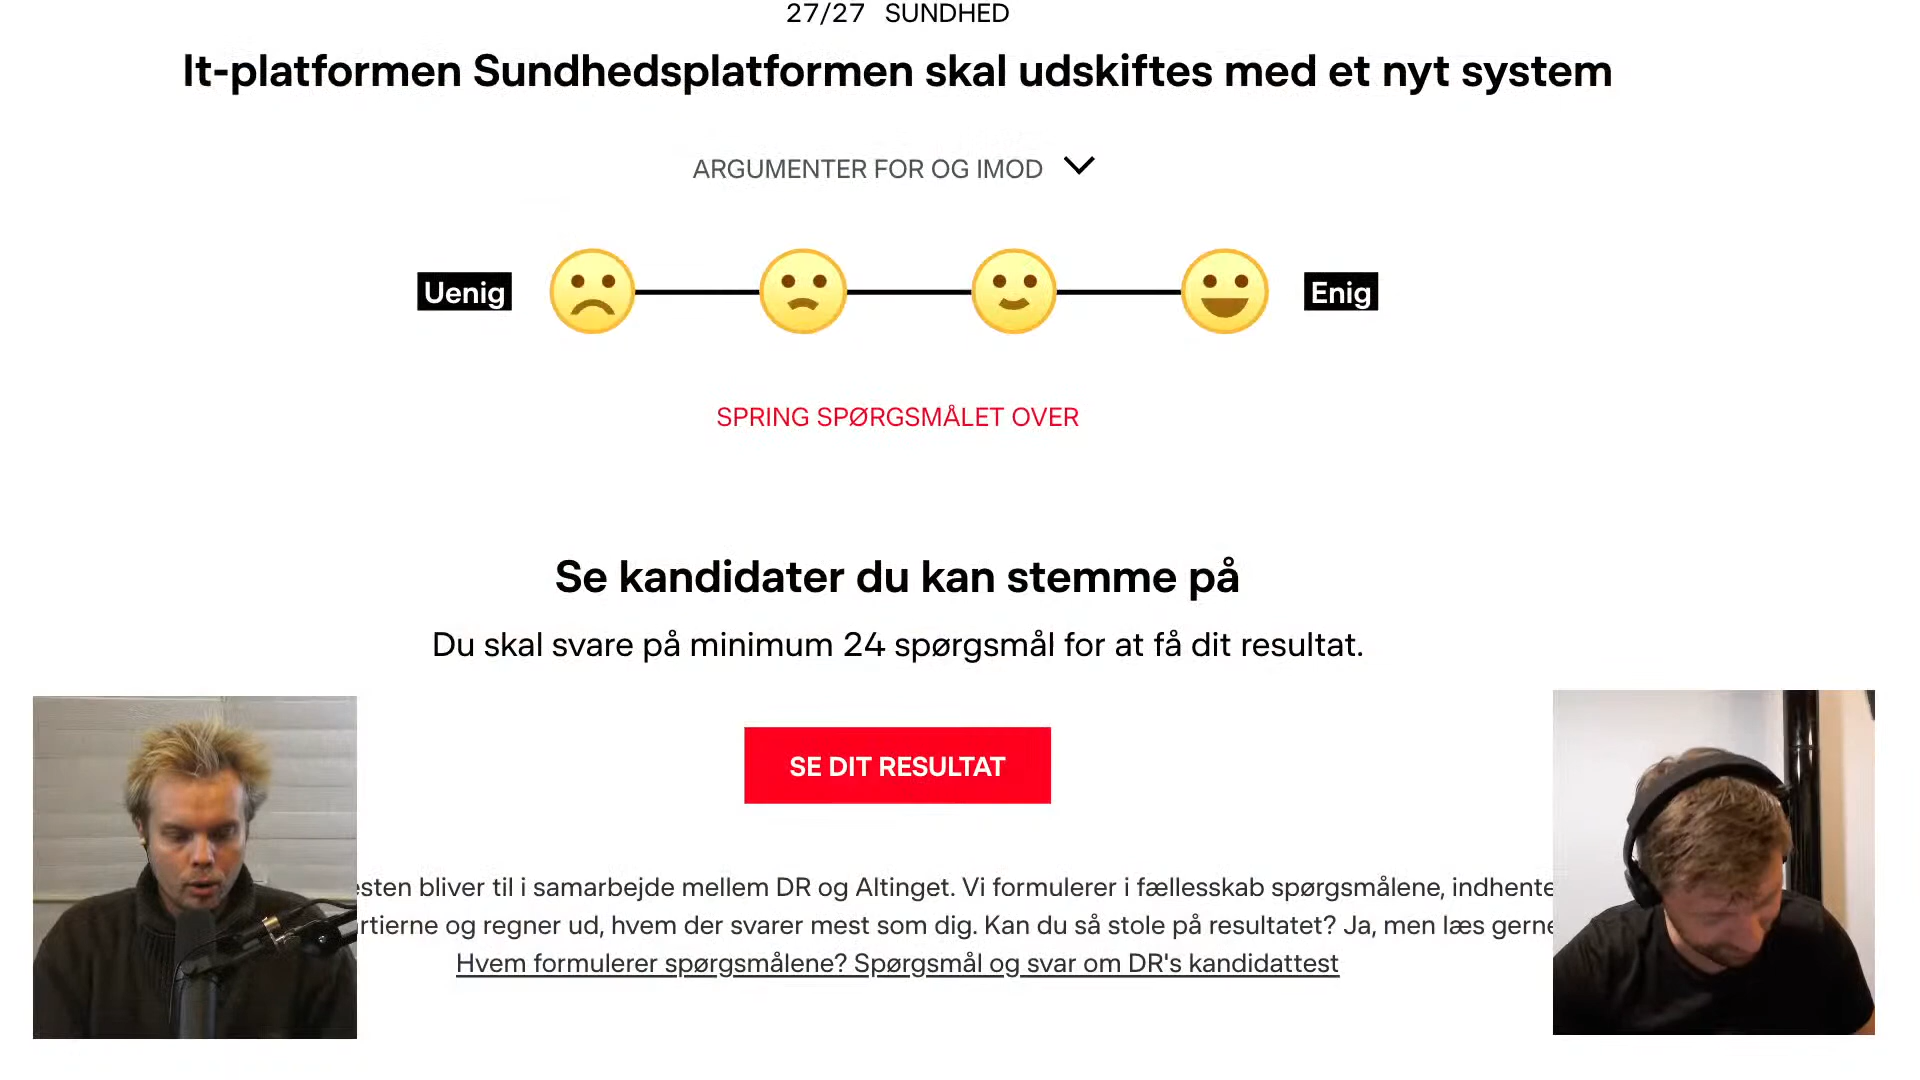 27/27 SUNDHED
It-platformen Sundhedsplatformen skal udskiftes med et nyt system
ARGUMENTER FOR OG IMOD
Uenig
Enig
SPRING SPØRGSMÅLET OVER
Se kandidater du kan stemme på
Du skal svare på minimum 24 spørgsmål for at få dit resultat.
SE DIT RESULTAT
esten bliver til i samarbejde mellem DR og Altinget. Vi formulerer i fællesskab spørgsmålene, indhente
rtierne og regner ud, hvem der svarer mest som dig. Kan du så stole på resultatet? Ja, men læs gerne
Hvem formulerer spørgsmålene? Spørgsmål og svar om DR's kandidattest